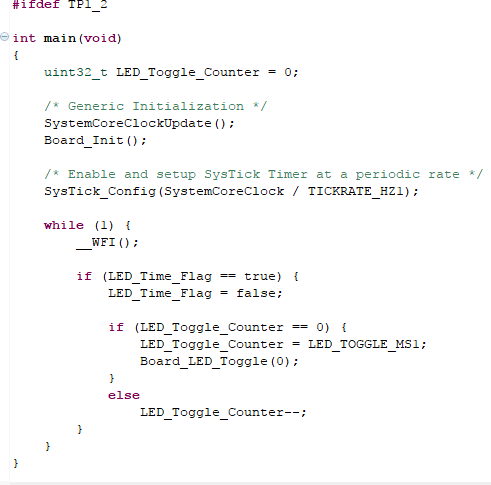 #ifdef TP1_2
int main(void)
{
    uint32_t LED_Toggle_Counter = 0;
    /* Generic Initialization */
    SystemCoreClockUpdate();
    Board_Init();
    /* Enable and setup SysTick Timer at a periodic rate */
    SysTick_Config(SystemCoreClock / TICKRATE_HZ1);
    while (1) {
        __WFI();
        if (LED_Time_Flag == true) {
            LED_Time_Flag = false;
            if (LED_Toggle_Counter == 0) {
                LED_Toggle_Counter = LED_TOGGLE_MS1;
                Board_LED_Toggle(0);
            }
            else
                LED_Toggle_Counter--;
        }
    }
}